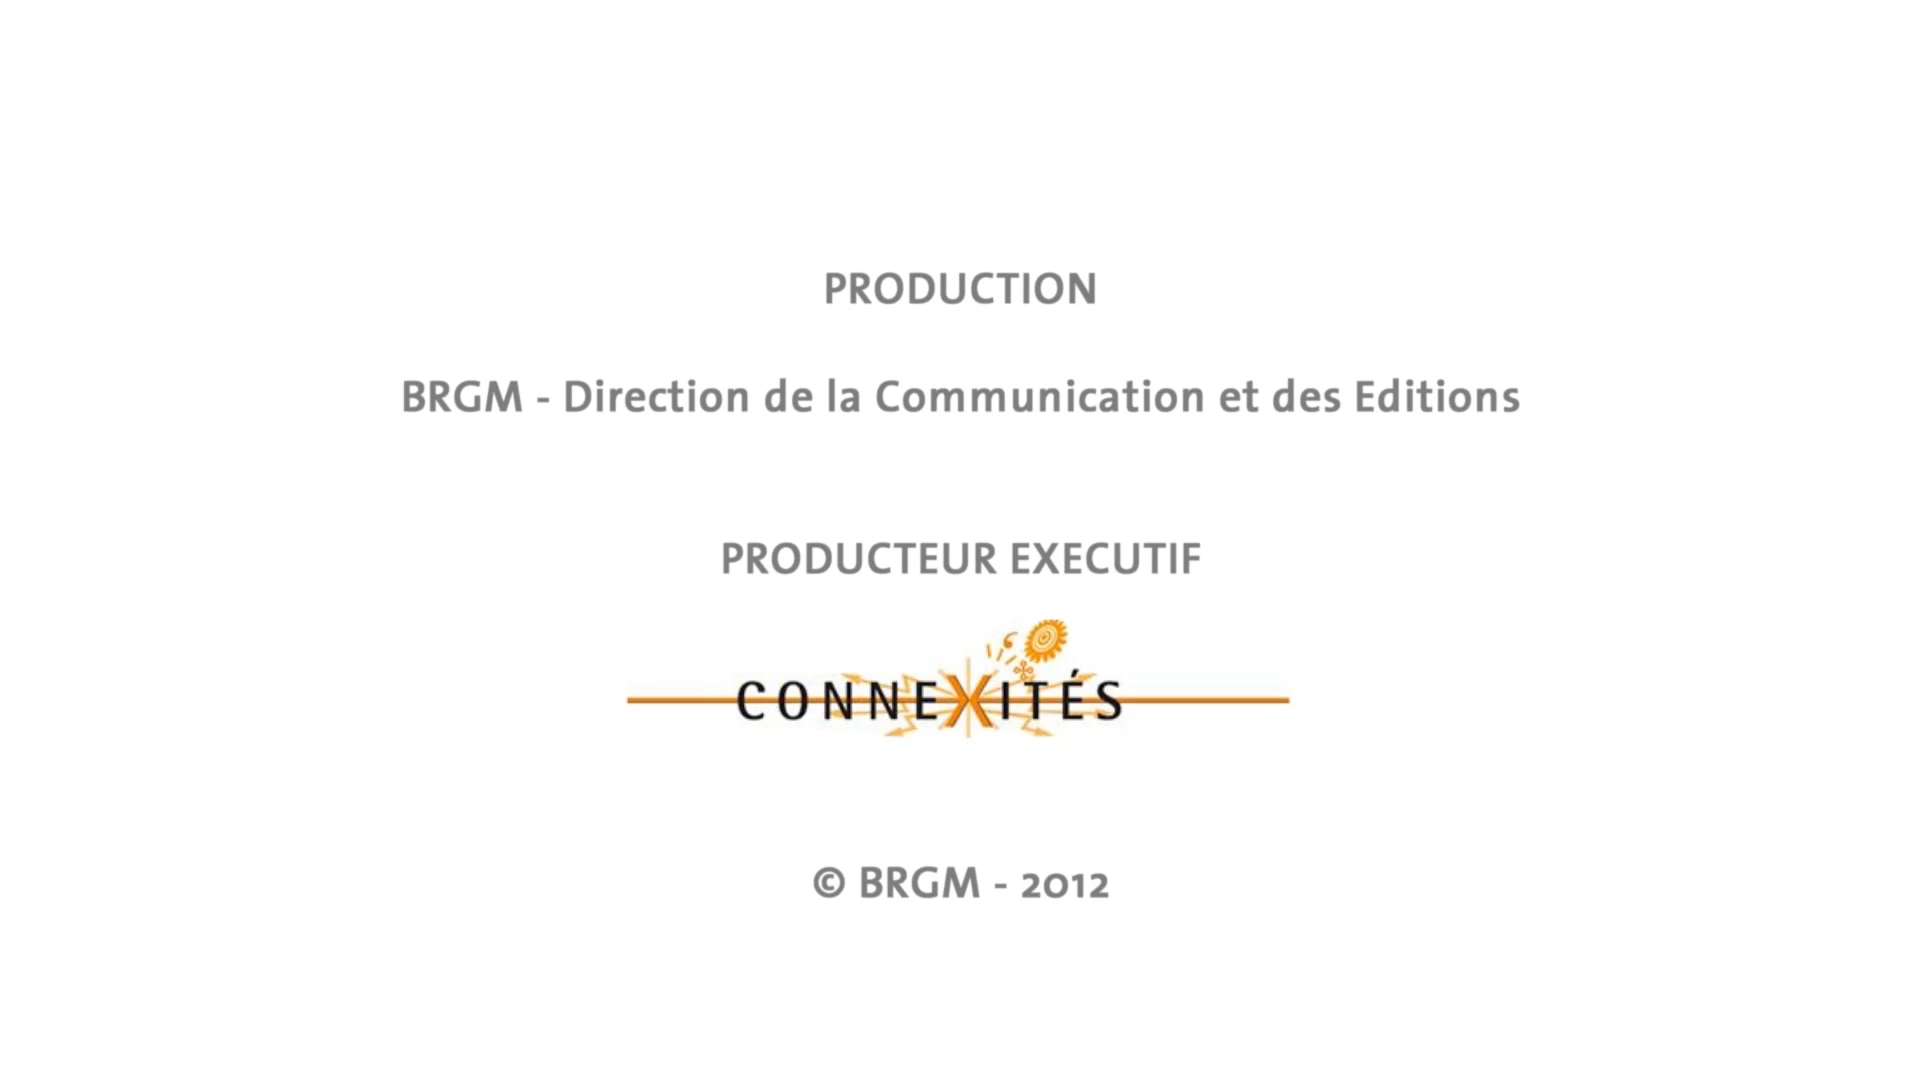 PRODUCTION
BRGM - Direction de la Communication et des Editions
PRODUCTEUR EXECUTIF
CONNEXITÉS
© BRGM - 2012